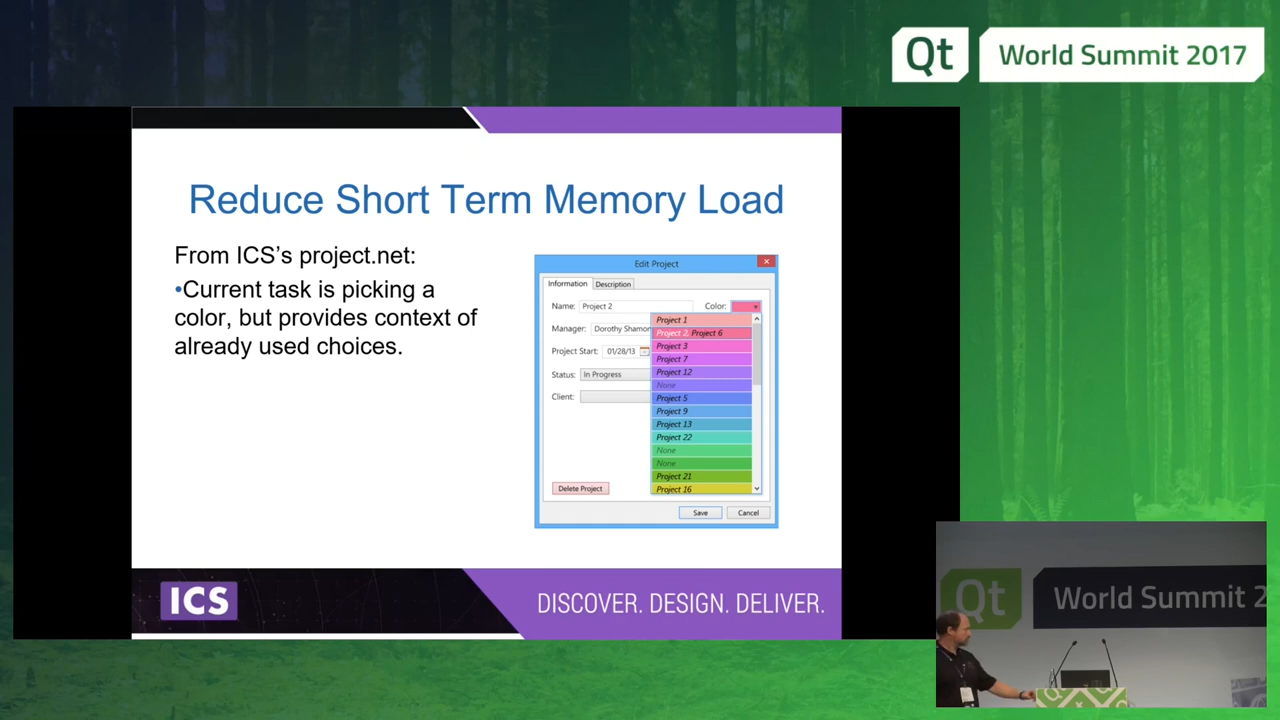 Qt World Summit 2017
Reduce Short Term Memory Load
From ICS's project.net:
•Current task is picking a
color, but provides context of
already used choices.
Edit Project
Information Description
Name: Project 2 Color:
Manager: Dorothy Shamon
Project Start: 01/28/13
Status: In Progress
Client:
Project 1
Project 2, Project 6
Project 3
Project 7
Project 12
None
Project 5
Project 9
Project 13
Project 22
None
None
Project 21
Project 16
Delete Project
Save Cancel
ICS
DISCOVER. DESIGN. DELIVER.
Qt World Summit 2
Qt